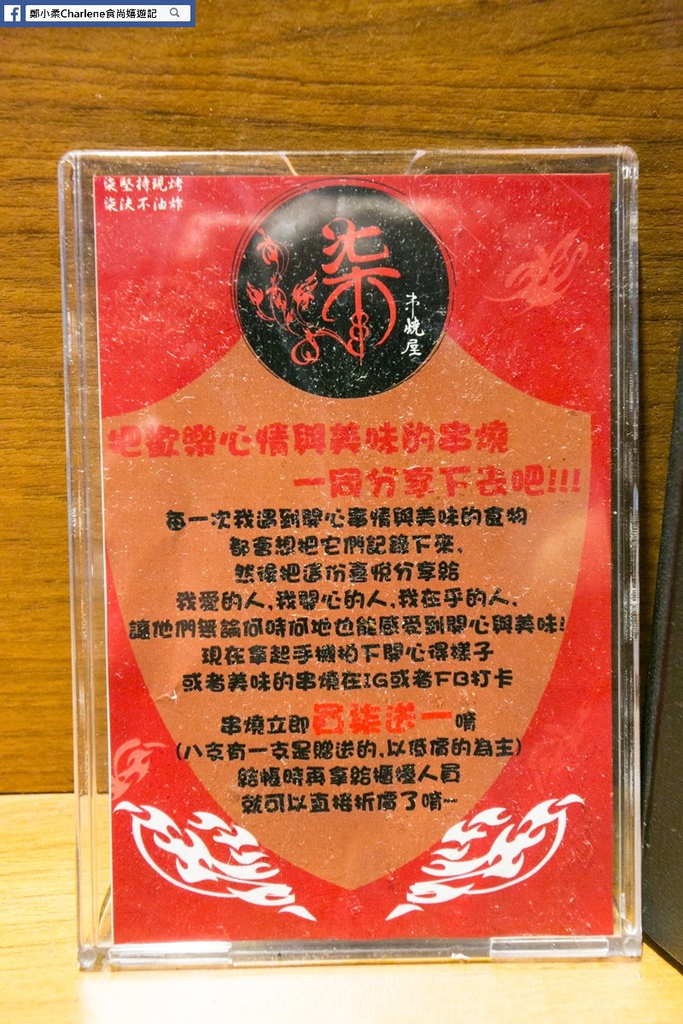 鄭小柔Charlene食尚嬉遊記
柒堅持現烤
柒決不油炸
柒
串燒屋
把歡樂心情與美味的串燒
一同分享下去吧!!!
每一次我遇到開心事情與美味的食物
都會想把它們記錄下來,
然後把這份喜悅分享給
我愛的人,我開心的人,我在乎的人,
讓他們無論何時何地也能感受到開心與美味!
現在拿起手機拍下開心得樣子
或者美味的串燒在IG或者FB打卡
串燒立即買柒送一唷
(八支有一支是贈送的,以低價的為主)
結帳時再拿給櫃檯人員
就可以直接折價了唷~